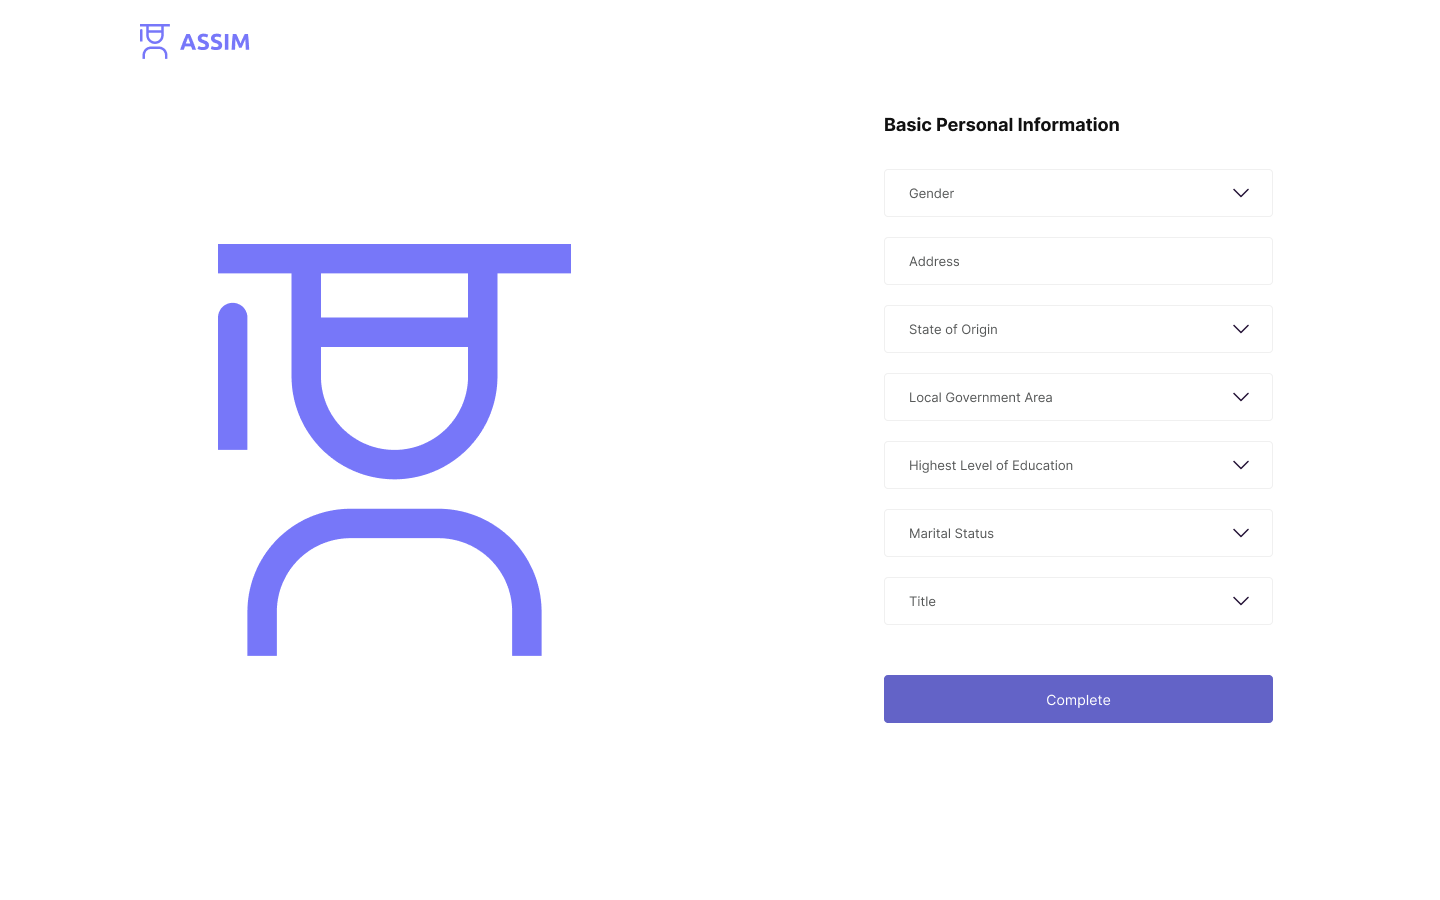 ASSIM
Basic Personal Information
Gender
Address
State of Origin
Local Government Area
Highest Level of Education
Marital Status
Title
Complete